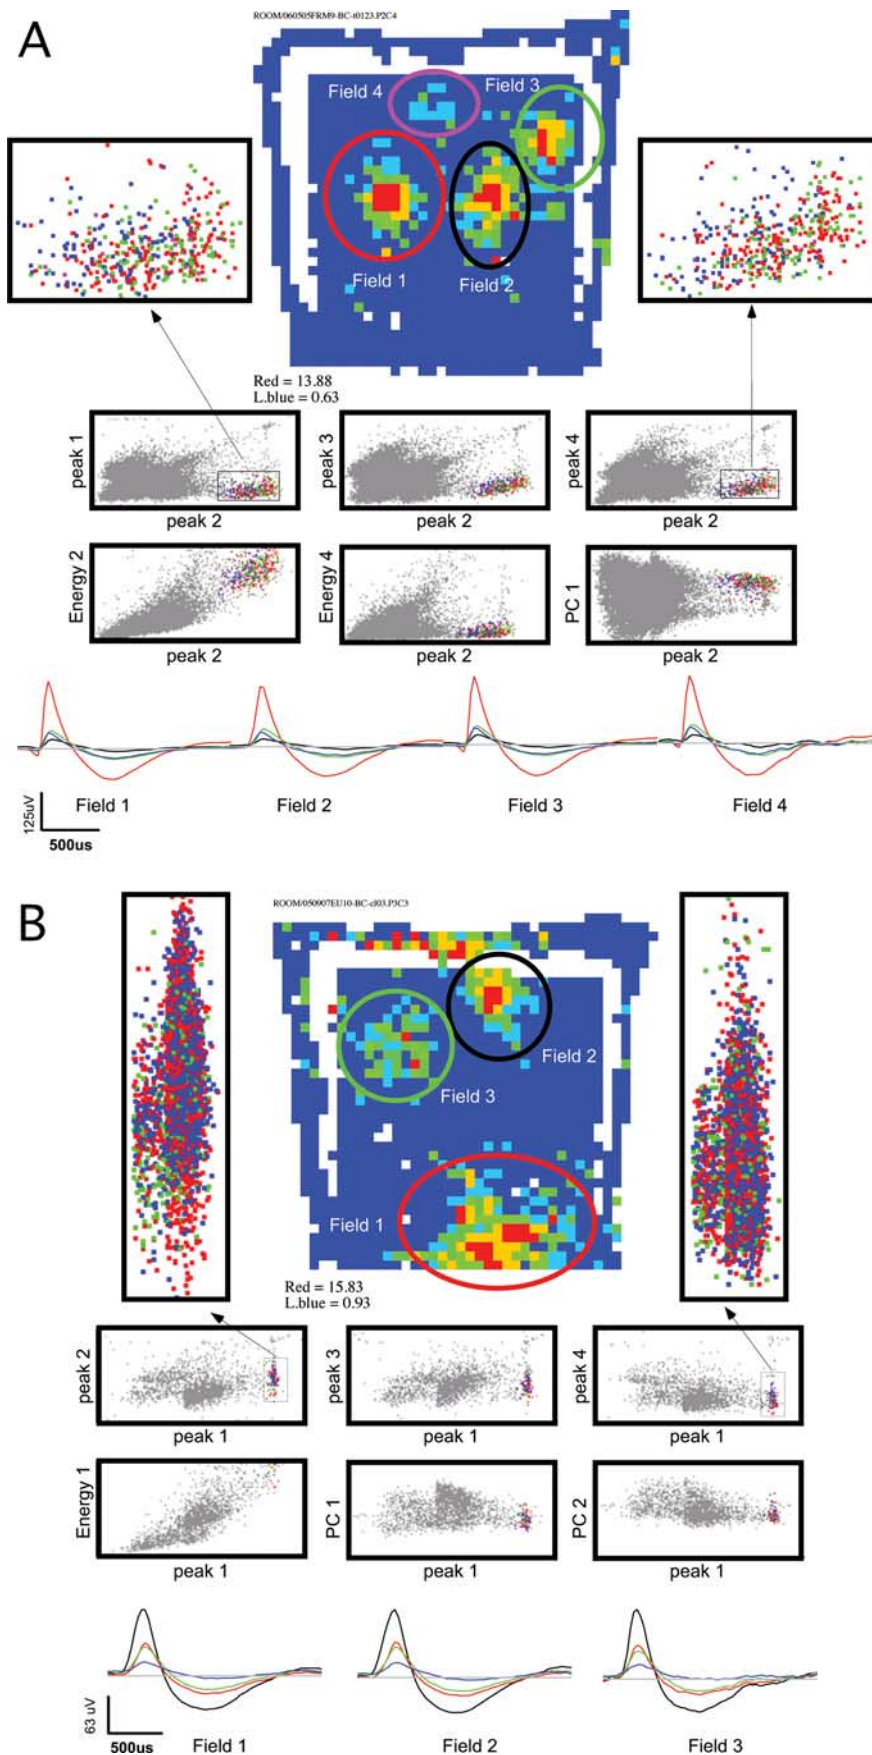 A
ROOM/060505FRM9-BC-t0123.P2C4
Field 4
Field 3
Field 1
Field 2
Red = 13.88
L.blue = 0.63
peak 1
peak 2
peak 3
peak 2
peak 4
peak 2
Energy 2
peak 2
Energy 4
peak 2
PC 1
peak 2
125uV
500us
Field 1
Field 2
Field 3
Field 4
B
ROOM/050907EU10-BC-cl03.P3C3
Field 2
Field 3
Field 1
Red = 15.83
L.blue = 0.93
peak 2
peak 1
peak 3
peak 1
peak 4
peak 1
Energy 1
peak 1
PC 1
peak 1
PC 2
peak 1
63 uV
500us
Field 1
Field 2
Field 3